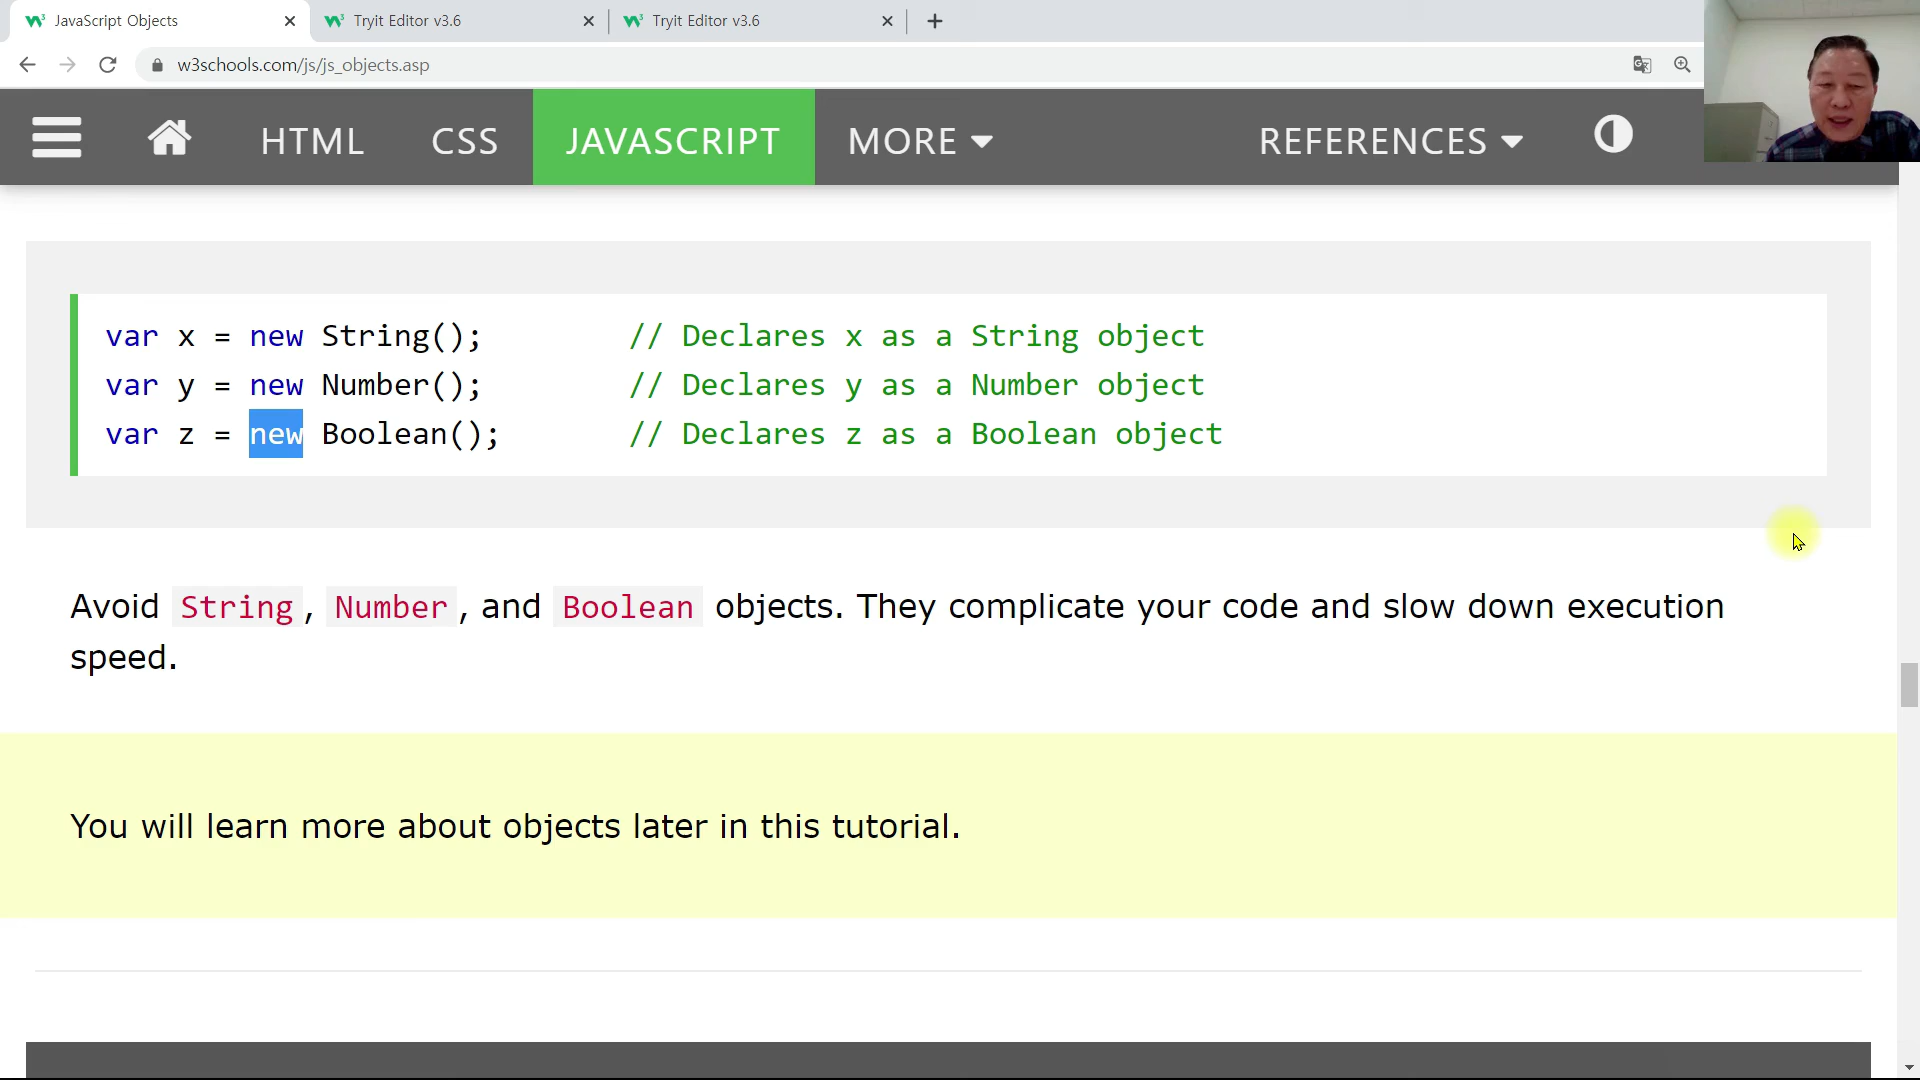 JavaScript Objects
Tryit Editor v3.6
Tryit Editor v3.6
w3schools.com/js/js_objects.asp
HTML CSS JAVASCRIPT MORE REFERENCES
var x = new String(); // Declares x as a String object
var y = new Number(); // Declares y as a Number object
var z = new Boolean(); // Declares z as a Boolean object
Avoid String, Number, and Boolean objects. They complicate your code and slow down execution
speed.
You will learn more about objects later in this tutorial.